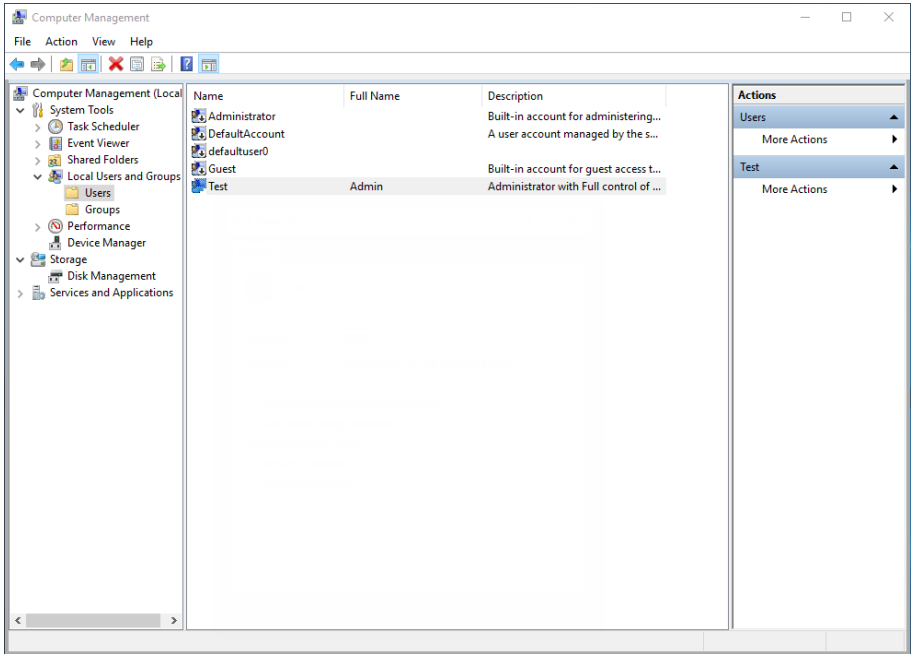 Computer Management
File Action View Help
Computer Management (Local
System Tools
Task Scheduler
Event Viewer
Shared Folders
Local Users and Groups
Users
Groups
Performance
Device Manager
Storage
Disk Management
Services and Applications
Name Full Name Description
Administrator Built-in account for administering...
DefaultAccount A user account managed by the s...
defaultuser0
Guest Built-in account for guest access t...
Test Admin Administrator with Full control of ...
Actions
Users
More Actions
Test
More Actions